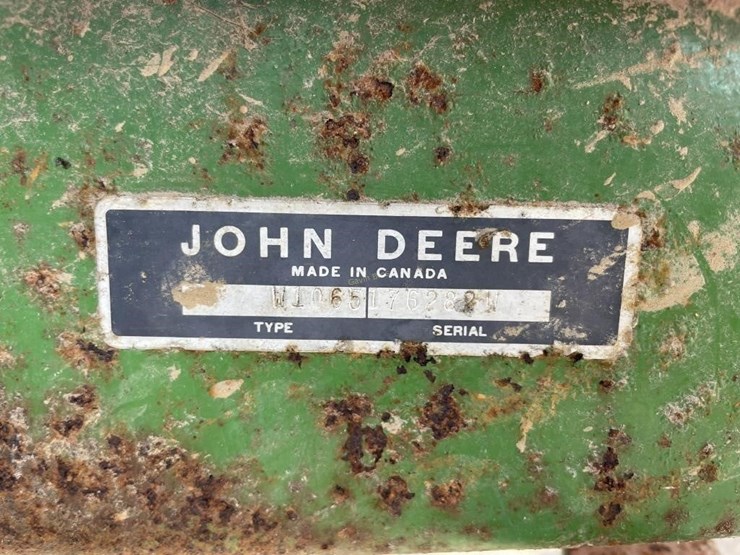 JOHN DEERE
MADE IN CANADA
TYPE SERIAL